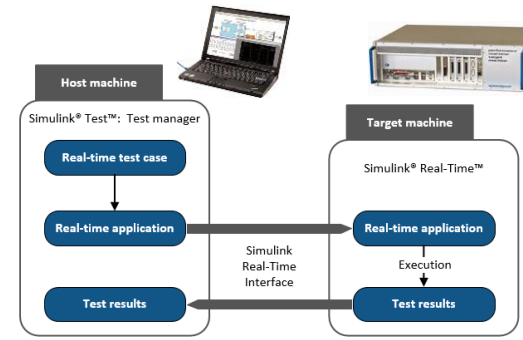 Host machine
Simulink® Test™: Test manager
Real-time test case
Real-time application
Test results
Simulink
Real-Time
Interface
Target machine
Simulink® Real-Time™
Real-time application
Execution
Test results